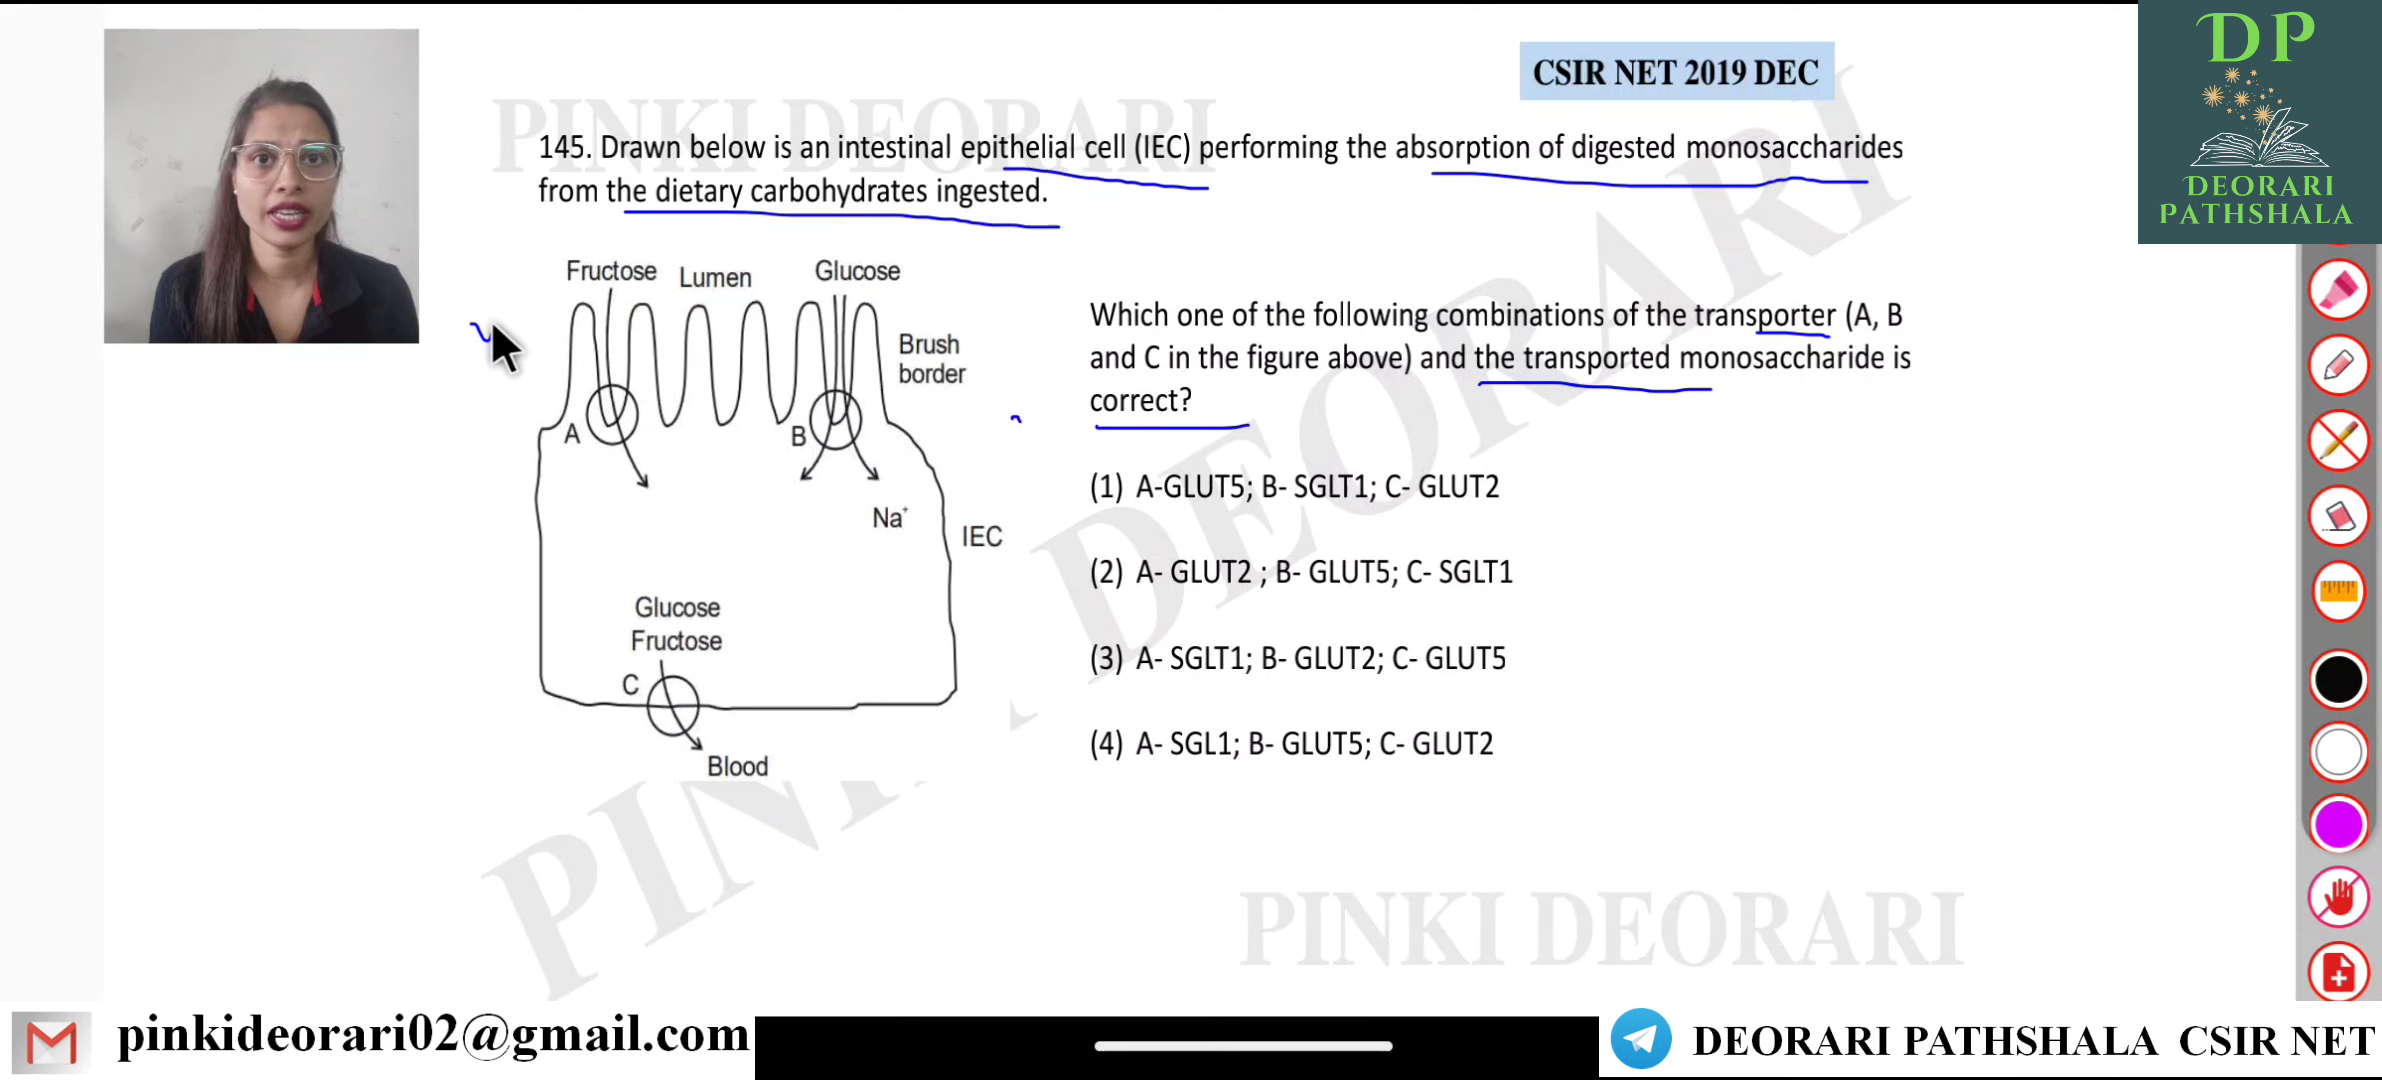 DP
DEORARI
PATHSHALA
CSIR NET 2019 DEC
PINKI DEORARI
145. Drawn below is an intestinal epithelial cell (IEC) performing the absorption of digested monosaccharides
from the dietary carbohydrates ingested.
Fructose Lumen Glucose
Brush
border
A
B
Na+
IEC
Glucose
Fructose
C
Blood
Which one of the following combinations of the transporter (A, B
and C in the figure above) and the transported monosaccharide is
correct?
(1) A-GLUT5; B- SGLT1; C- GLUT2
(2) A- GLUT2 ; B- GLUT5; C- SGLT1
(3) A- SGLT1; B- GLUT2; C- GLUT5
(4) A- SGL1; B- GLUT5; C- GLUT2
PINKI DEORARI
PINKI DEORARI
pinkideorari02@gmail.com
DEORARI PATHSHALA CSIR NET